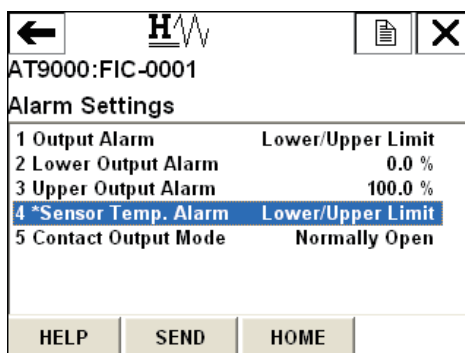 H
AT9000:FIC-0001
Alarm Settings
1 Output Alarm Lower/Upper Limit
2 Lower Output Alarm 0.0 %
3 Upper Output Alarm 100.0 %
4 *Sensor Temp. Alarm Lower/Upper Limit
5 Contact Output Mode Normally Open
HELP SEND HOME